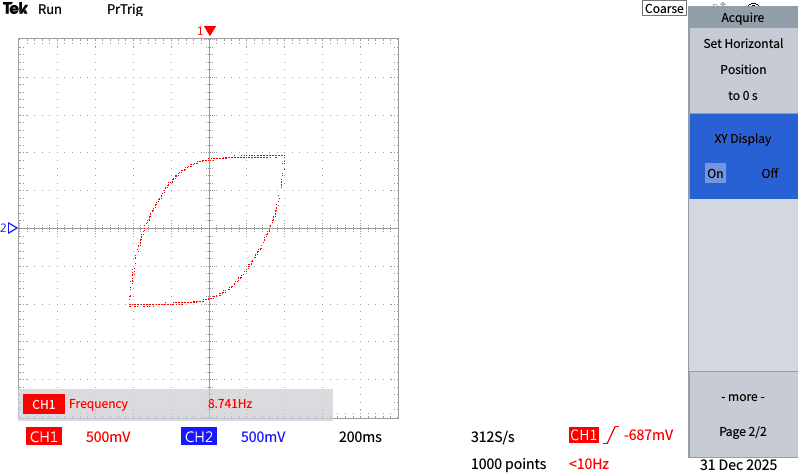 Tek Run PrTrig Coarse
1
Acquire
Set Horizontal
Position
to 0 s
XY Display
On Off
2
CH1 Frequency 8.741Hz
- more -
Page 2/2
CH1 500mV CH2 500mV 200ms 312S/s CH1 -687mV
1000 points <10Hz 31 Dec 2025